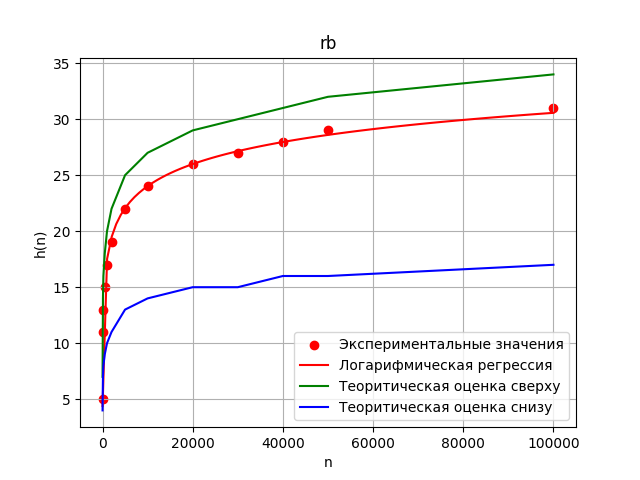 rb
h(n)
35
30
25
20
15
10
5
0
20000
40000
60000
80000
100000
n
Экспериментальные значения
Логарифмическая регрессия
Теоритическая оценка сверху
Теоритическая оценка снизу